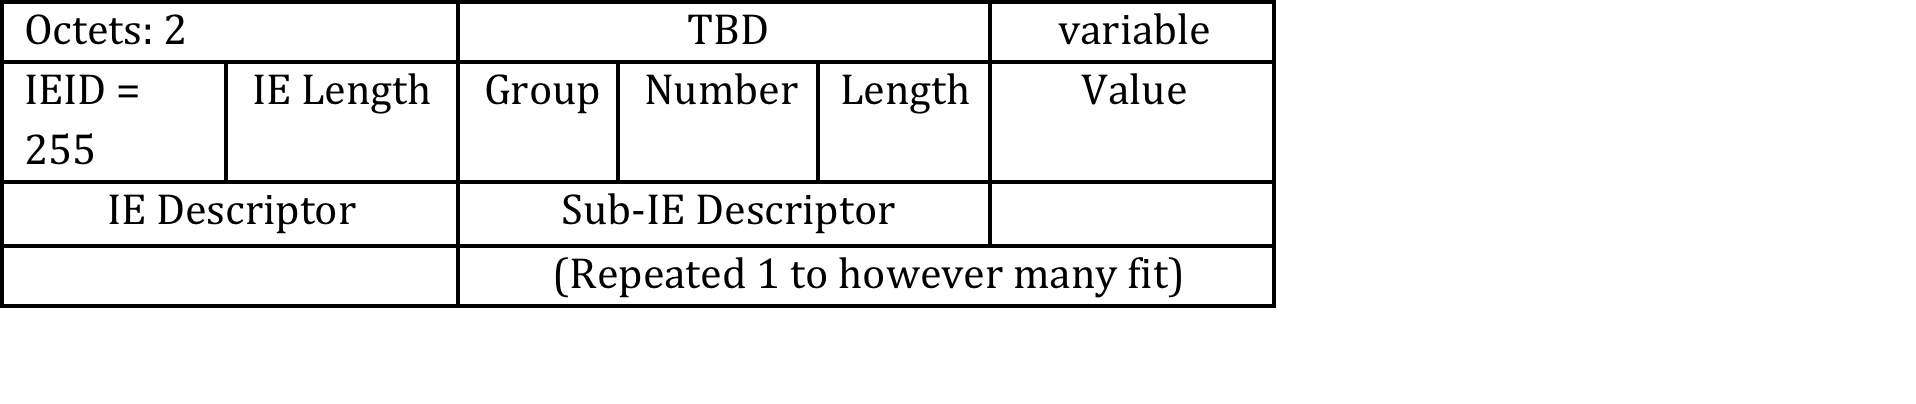 Octets: 2 TBD variable
IEID = IE Length Group Number Length Value
255
IE Descriptor Sub-IE Descriptor
(Repeated 1 to however many fit)